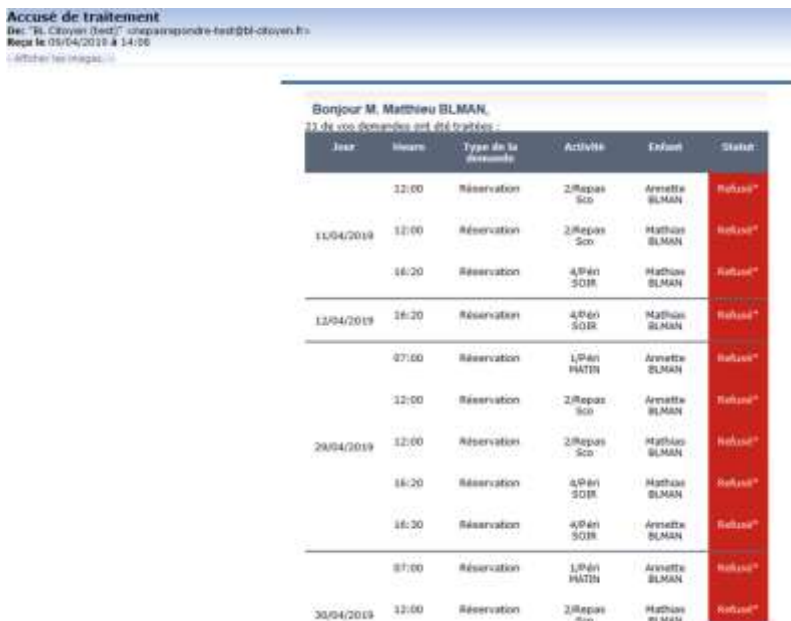 Accusé de traitement
De: "BL Citoyen (test)" <nepasrepondre-test@bl-citoyen.fr>
Reçu le 09/04/2019 à 14:06
Afficher les images
Bonjour M. Matthieu BLMAN,
de vos demandes ont été traitées :
Jour Heure Type de la demande Activité Enfant Statut
12:00 Réservation 2/Repas Sco Annette BLMAN Refusé*
11/04/2019 12:00 Réservation 2/Repas Sco Mathias BLMAN Refusé*
16:20 Réservation 4/Péri SOIR Mathias BLMAN Refusé*
12/04/2019 16:20 Réservation 4/Péri SOIR Mathias BLMAN Refusé*
07:00 Réservation 1/Péri MATIN Annette BLMAN Refusé*
12:00 Réservation 2/Repas Sco Annette BLMAN Refusé*
29/04/2019 12:00 Réservation 2/Repas Sco Mathias BLMAN Refusé*
16:20 Réservation 4/Péri SOIR Mathias BLMAN Refusé*
16:30 Réservation 4/Péri SOIR Annette BLMAN Refusé*
07:00 Réservation 1/Péri MATIN Annette BLMAN Refusé*
30/04/2019 12:00 Réservation 2/Repas Sco Mathias BLMAN Refusé*